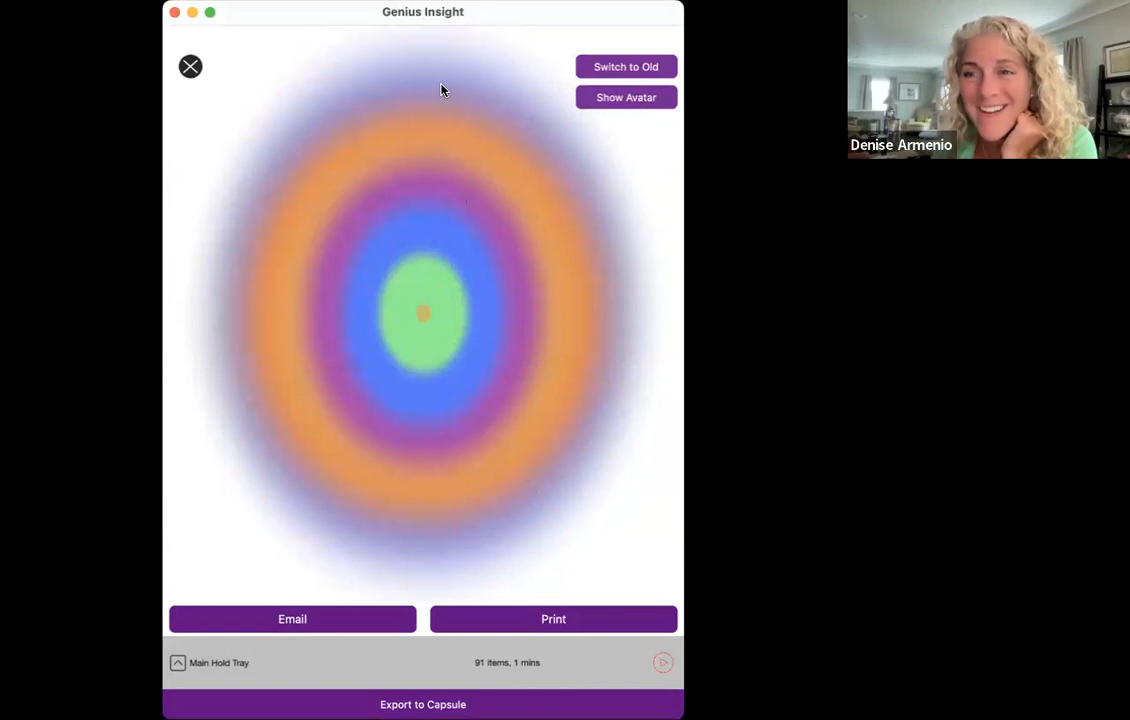 Genius Insight
Switch to Old
Show Avatar
Denise Armenio
Email
Print
Main Hold Tray
91 items, 1 mins
Export to Capsule